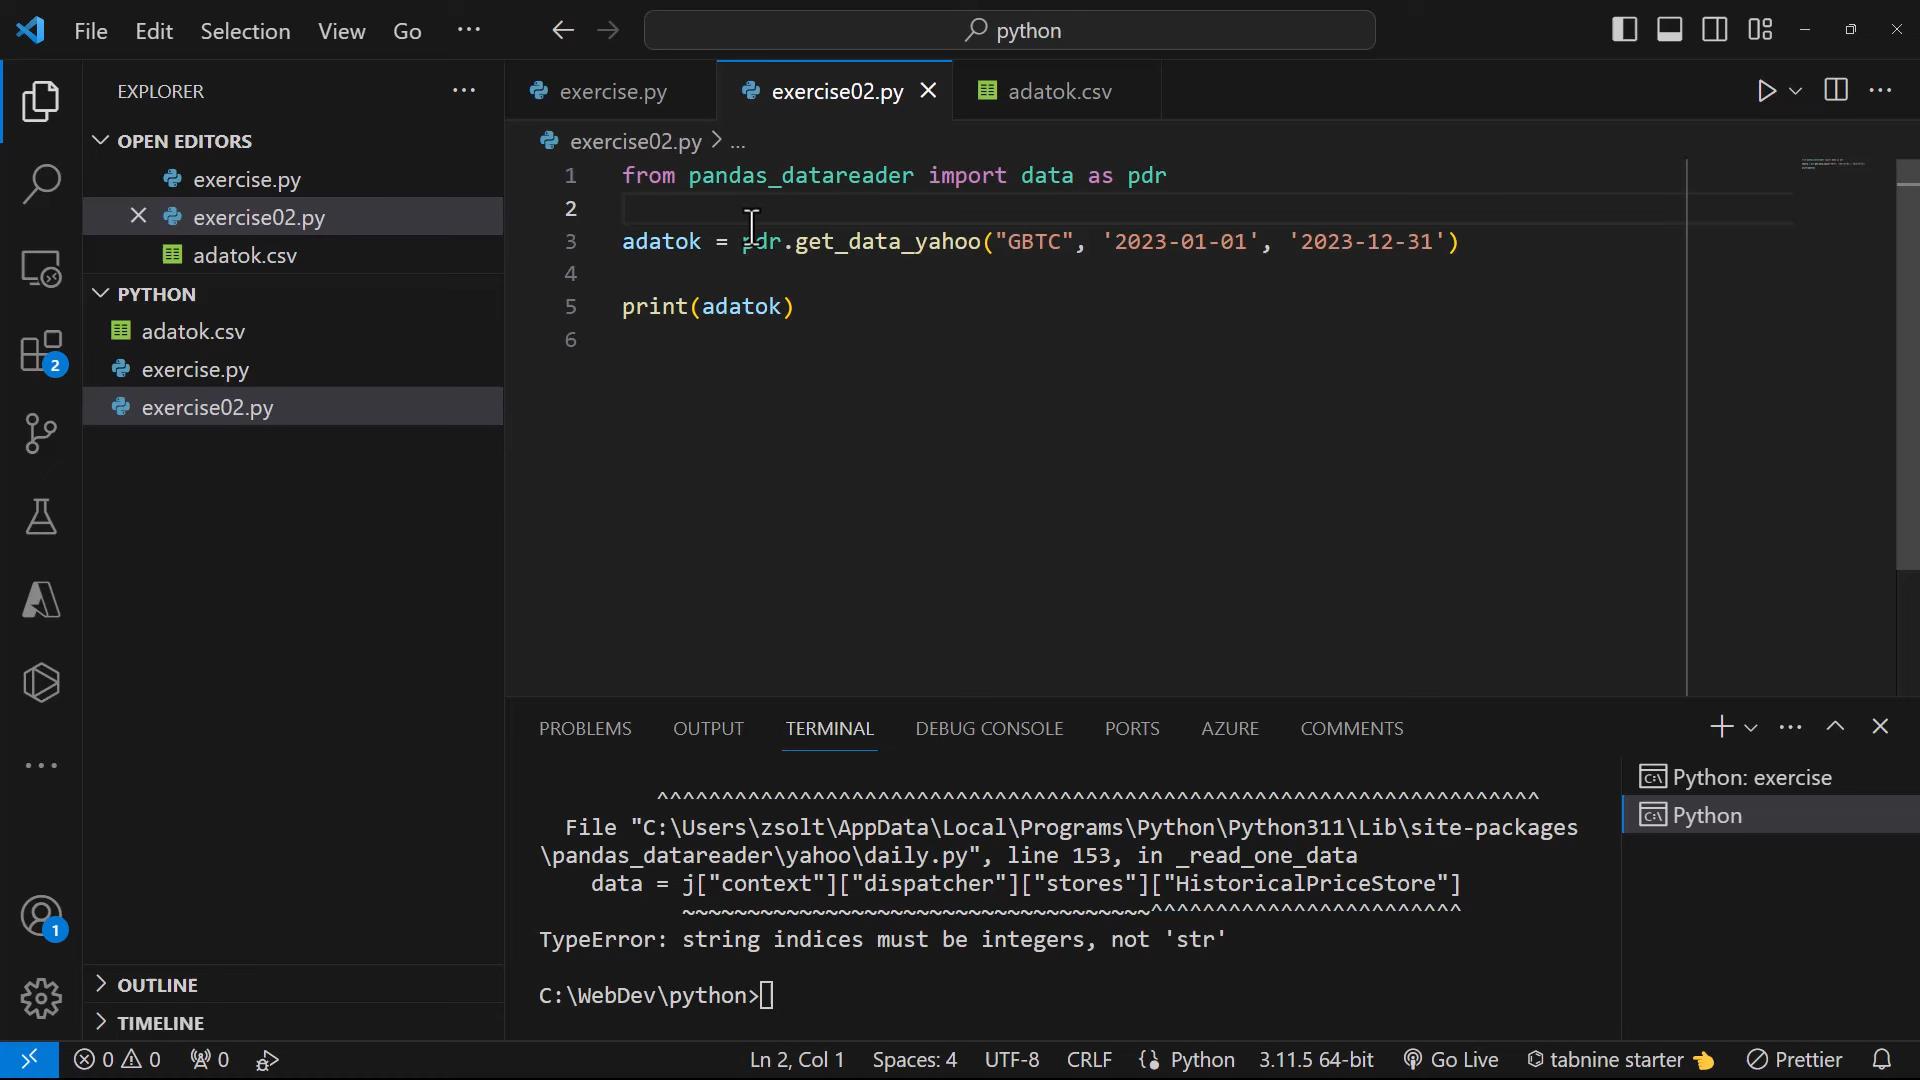 File Edit Selection View Go ...
python
EXPLORER ...
OPEN EDITORS
exercise.py
exercise02.py
adatok.csv
PYTHON
adatok.csv
exercise.py
exercise02.py
2
1
OUTLINE
TIMELINE
exercise.py exercise02.py adatok.csv
exercise02.py > ...
1 from pandas_datareader import data as pdr
2
3 adatok = pdr.get_data_yahoo("GBTC", '2023-01-01', '2023-12-31')
4
5 print(adatok)
6
PROBLEMS OUTPUT TERMINAL DEBUG CONSOLE PORTS AZURE COMMENTS
^^^^^^^^^^^^^^^^^^^^^^^^^^^^^^^^^^^^^^^^^^^^^^^^^^^^^^^^^^^^^^^^^^^^
File "C:\Users\zsolt\AppData\Local\Programs\Python\Python311\Lib\site-packages
\pandas_datareader\yahoo\daily.py", line 153, in _read_one_data
data = j["context"]["dispatcher"]["stores"]["HistoricalPriceStore"]
~~~~~~~~~~~~~~~~~~~~~~~~~~~~~~~~~~~~^^^^^^^^^^^^^^^^^^^^^^^^
TypeError: string indices must be integers, not 'str'
C:\WebDev\python>
Python: exercise
Python
0 0 0 Ln 2, Col 1 Spaces: 4 UTF-8 CRLF Python 3.11.5 64-bit Go Live tabnine starter 👈 Prettier